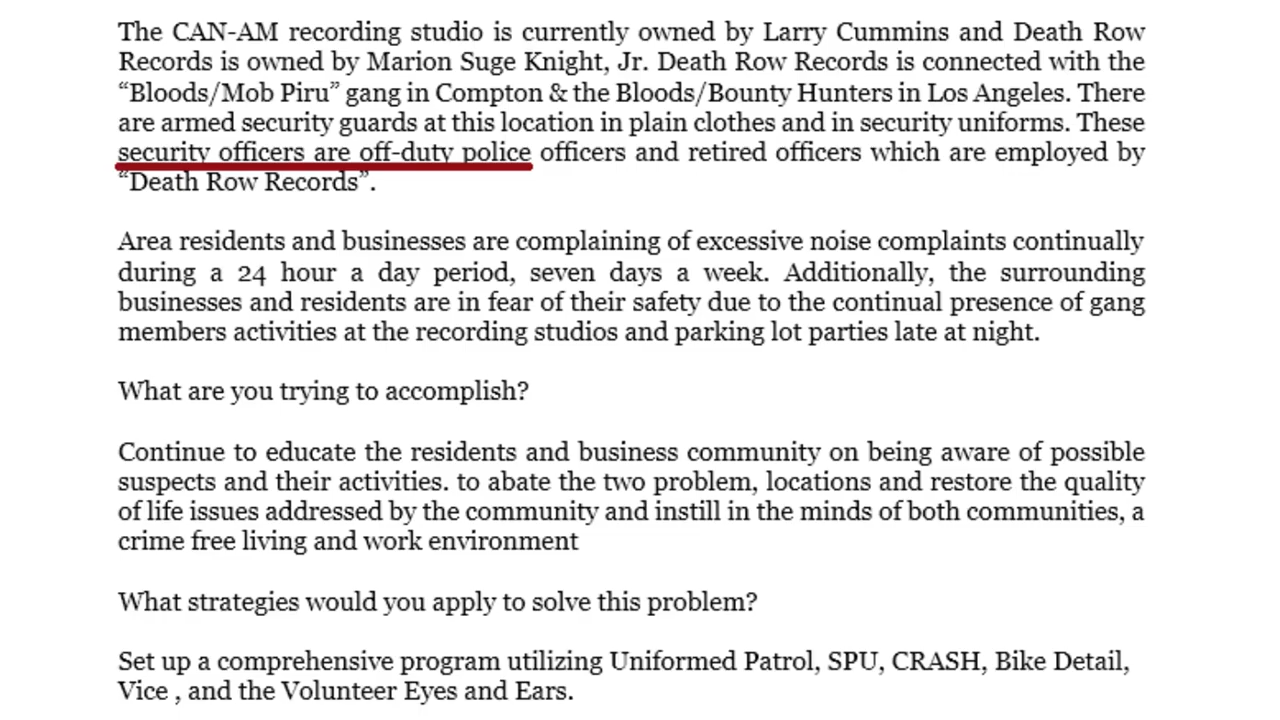 The CAN-AM recording studio is currently owned by Larry Cummins and Death Row
Records is owned by Marion Suge Knight, Jr. Death Row Records is connected with the
“Bloods/Mob Piru” gang in Compton & the Bloods/Bounty Hunters in Los Angeles. There
are armed security guards at this location in plain clothes and in security uniforms. These
security officers are off-duty police officers and retired officers which are employed by
“Death Row Records”.
Area residents and businesses are complaining of excessive noise complaints continually
during a 24 hour a day period, seven days a week. Additionally, the surrounding
businesses and residents are in fear of their safety due to the continual presence of gang
members activities at the recording studios and parking lot parties late at night.
What are you trying to accomplish?
Continue to educate the residents and business community on being aware of possible
suspects and their activities. to abate the two problem, locations and restore the quality
of life issues addressed by the community and instill in the minds of both communities, a
crime free living and work environment
What strategies would you apply to solve this problem?
Set up a comprehensive program utilizing Uniformed Patrol, SPU, CRASH, Bike Detail,
Vice , and the Volunteer Eyes and Ears.